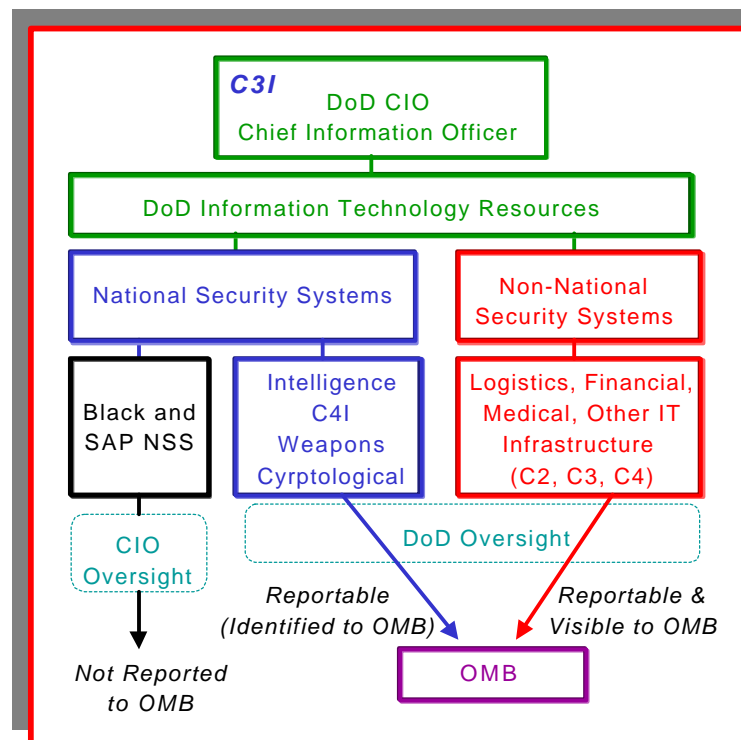 C3I
DoD CIO
Chief Information Officer
DoD Information Technology Resources
National Security Systems
Non-National
Security Systems
Black and
SAP NSS
Intelligence
C4I
Weapons
Cyrptological
Logistics, Financial,
Medical, Other IT
Infrastructure
(C2, C3, C4)
CIO
Oversight
DoD Oversight
Reportable
(Identified to OMB)
Reportable &
Visible to OMB
Not Reported
to OMB
OMB